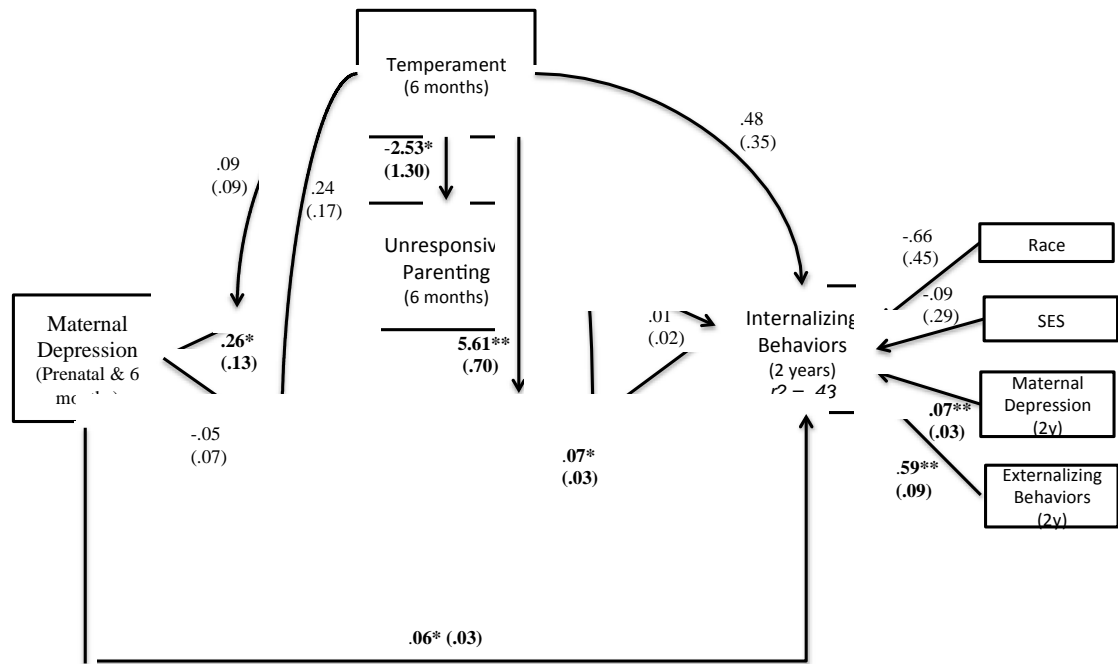 Temperament
(6 months)
.48
(.35)
-2.53*
(1.30)
.09
(.09)
.24
(.17)
Parenting
(6 months)
-.66
(.45)
Race
-.09
(.29)
SES
Maternal
Depression
(Prenatal & 6
.26*
(.13)
5.61**
(.70)
.01
(.02)
Behaviors
(2 years)
Maternal
Depression
(2y)
.07**
(.03)
-.05
(.07)
.07*
(.03)
.59**
(.09)
Externalizing
Behaviors
(2y)
.06* (.03)